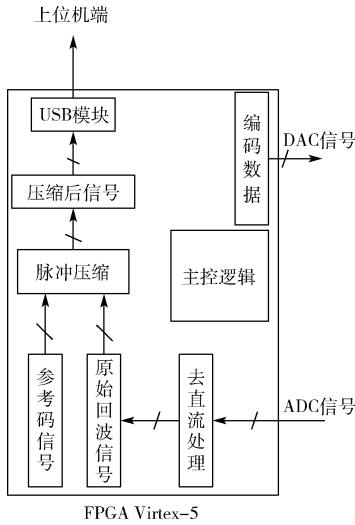 上位机端
USB模块
编码数据
DAC信号
压缩后信号
脉冲压缩
主控逻辑
参考码信号
原始回波信号
去直流处理
ADC信号
FPGA Virtex-5